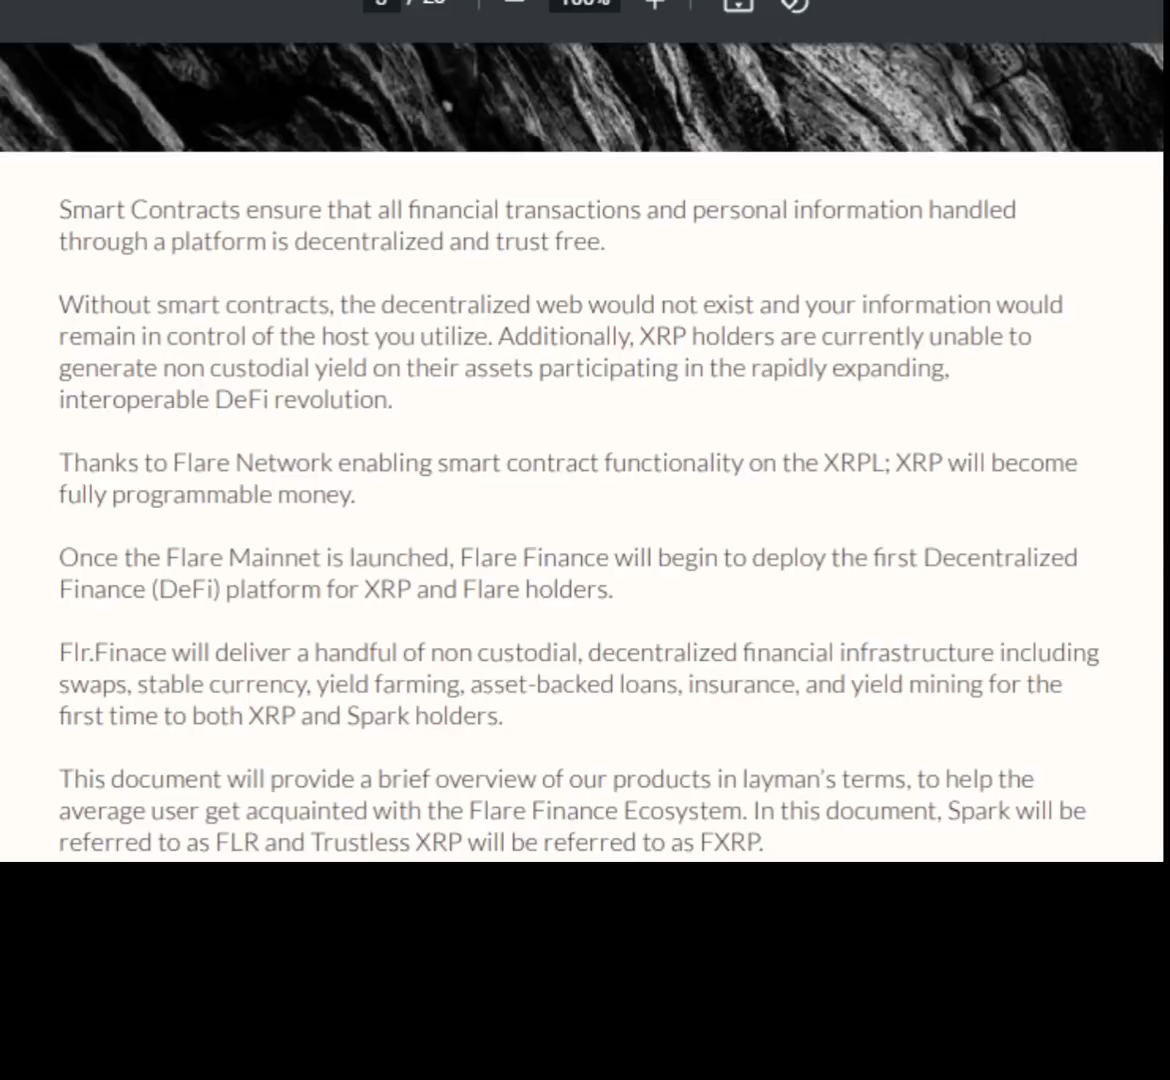 Smart Contracts ensure that all financial transactions and personal information handled
through a platform is decentralized and trust free.
Without smart contracts, the decentralized web would not exist and your information would
remain in control of the host you utilize. Additionally, XRP holders are currently unable to
generate non custodial yield on their assets participating in the rapidly expanding,
interoperable DeFi revolution.
Thanks to Flare Network enabling smart contract functionality on the XRPL; XRP will become
fully programmable money.
Once the Flare Mainnet is launched, Flare Finance will begin to deploy the first Decentralized
Finance (DeFi) platform for XRP and Flare holders.
Flr.Finace will deliver a handful of non custodial, decentralized financial infrastructure including
swaps, stable currency, yield farming, asset-backed loans, insurance, and yield mining for the
first time to both XRP and Spark holders.
This document will provide a brief overview of our products in layman's terms, to help the
average user get acquainted with the Flare Finance Ecosystem. In this document, Spark will be
referred to as FLR and Trustless XRP will be referred to as FXRP.